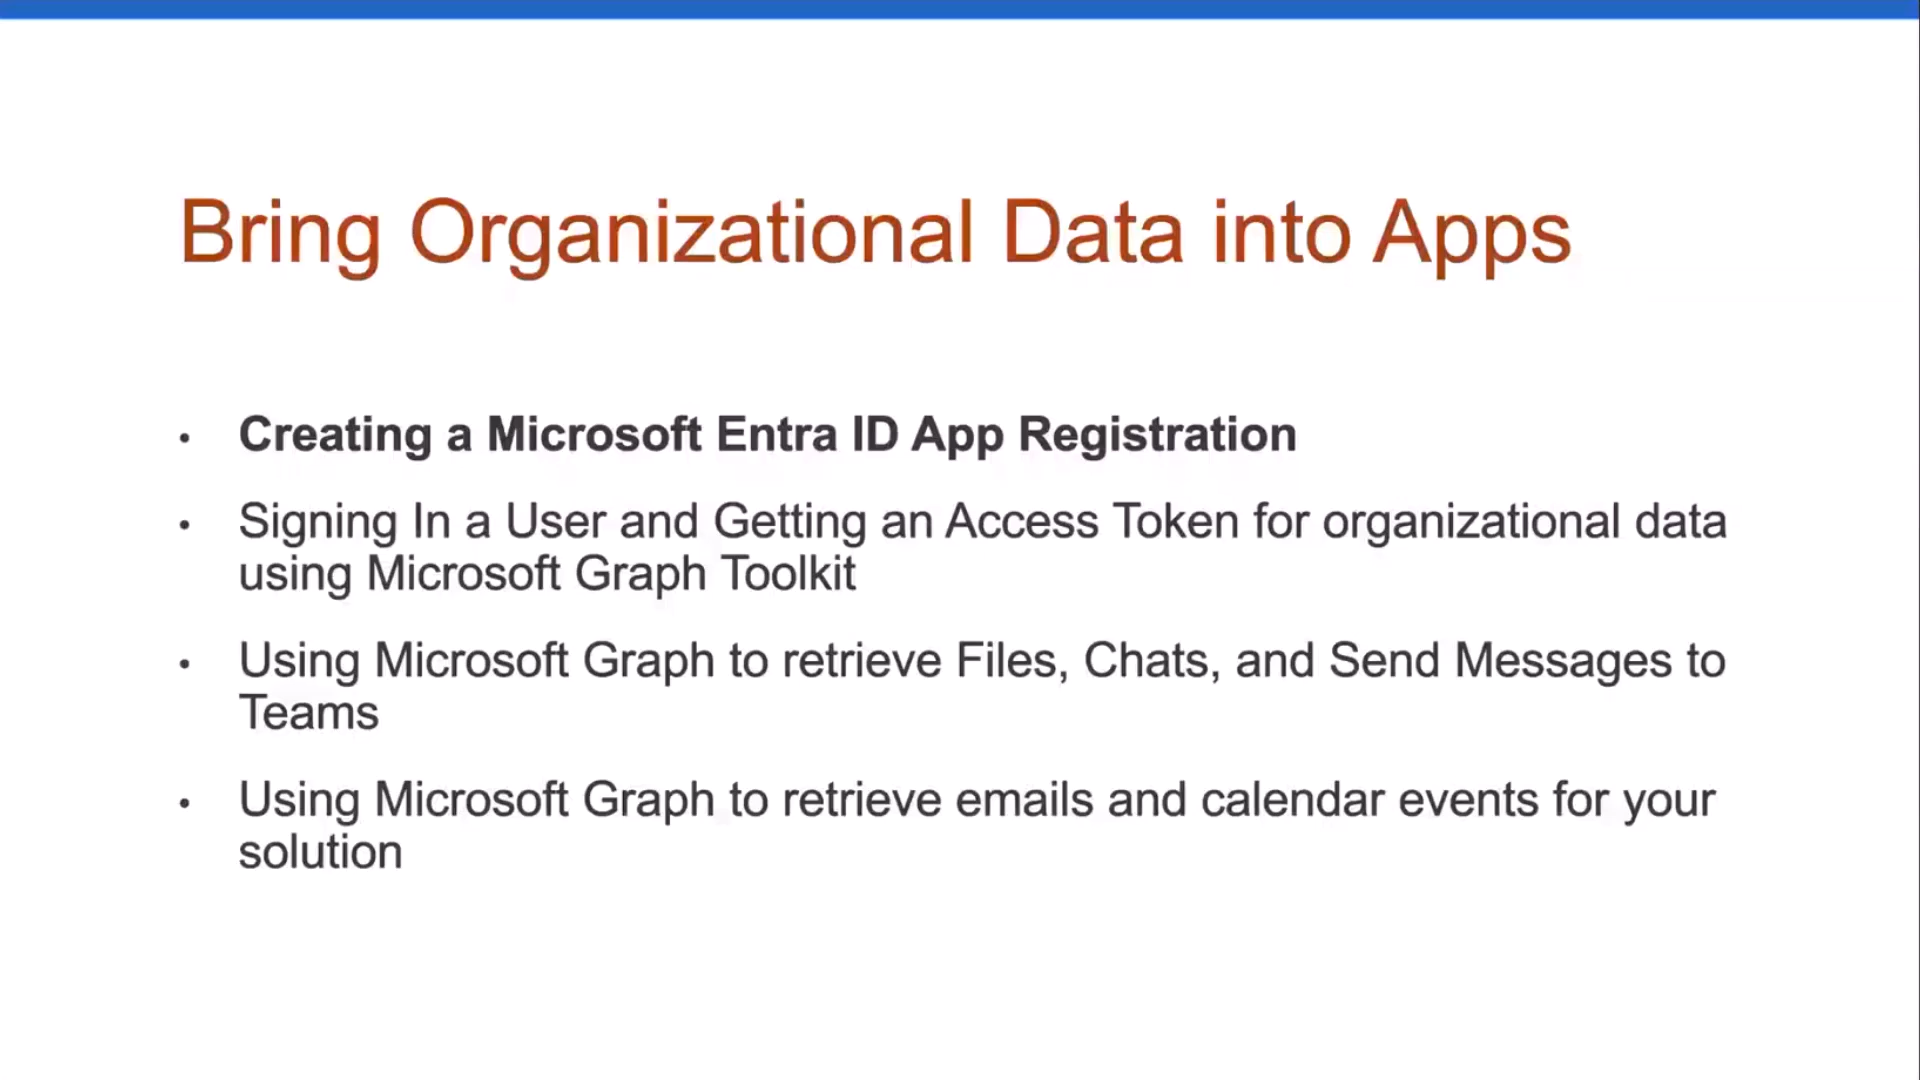 Bring Organizational Data into Apps
• Creating a Microsoft Entra ID App Registration
• Signing In a User and Getting an Access Token for organizational data
using Microsoft Graph Toolkit
• Using Microsoft Graph to retrieve Files, Chats, and Send Messages to
Teams
• Using Microsoft Graph to retrieve emails and calendar events for your
solution